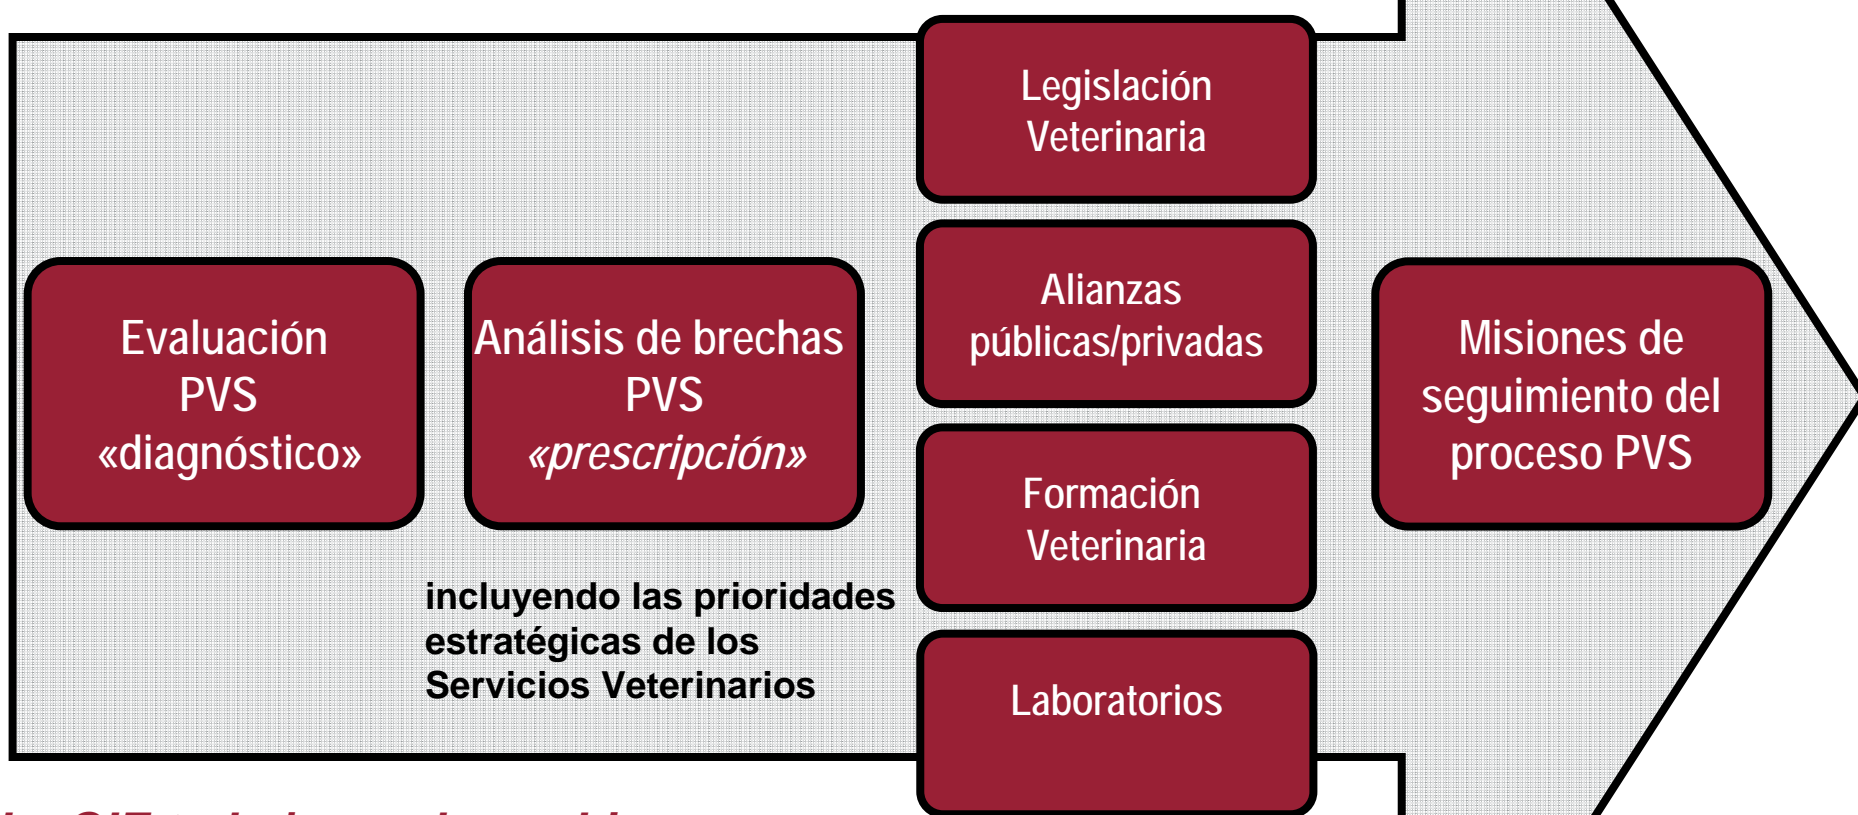 Evaluación
PVS
«diagnóstico»
Análisis de brechas
PVS
«prescripción»
incluyendo las prioridades
estratégicas de los
Servicios Veterinarios
Legislación
Veterinaria
Alianzas
públicas/privadas
Formación
Veterinaria
Laboratorios
Misiones de
seguimiento del
proceso PVS
OIE